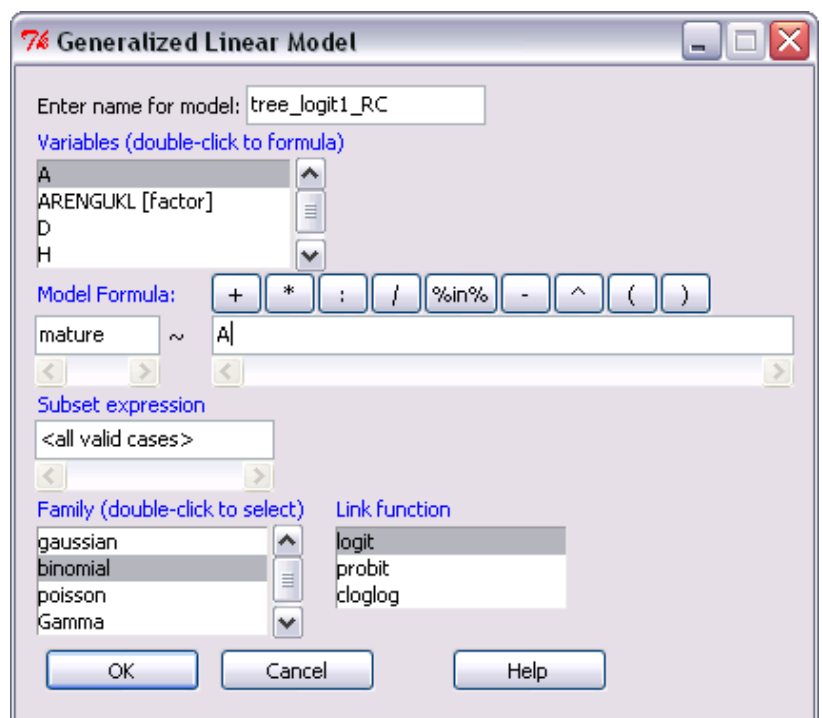 Generalized Linear Model
Enter name for model: tree_logit1_RC
Variables (double-click to formula)
A
ARENGUKL [factor]
D
H
Model Formula: + * : / %in% - ^ ( )
mature ~ A
Subset expression
<all valid cases>
Family (double-click to select) Link function
gaussian logit
binomial probit
poisson cloglog
Gamma
OK Cancel Help